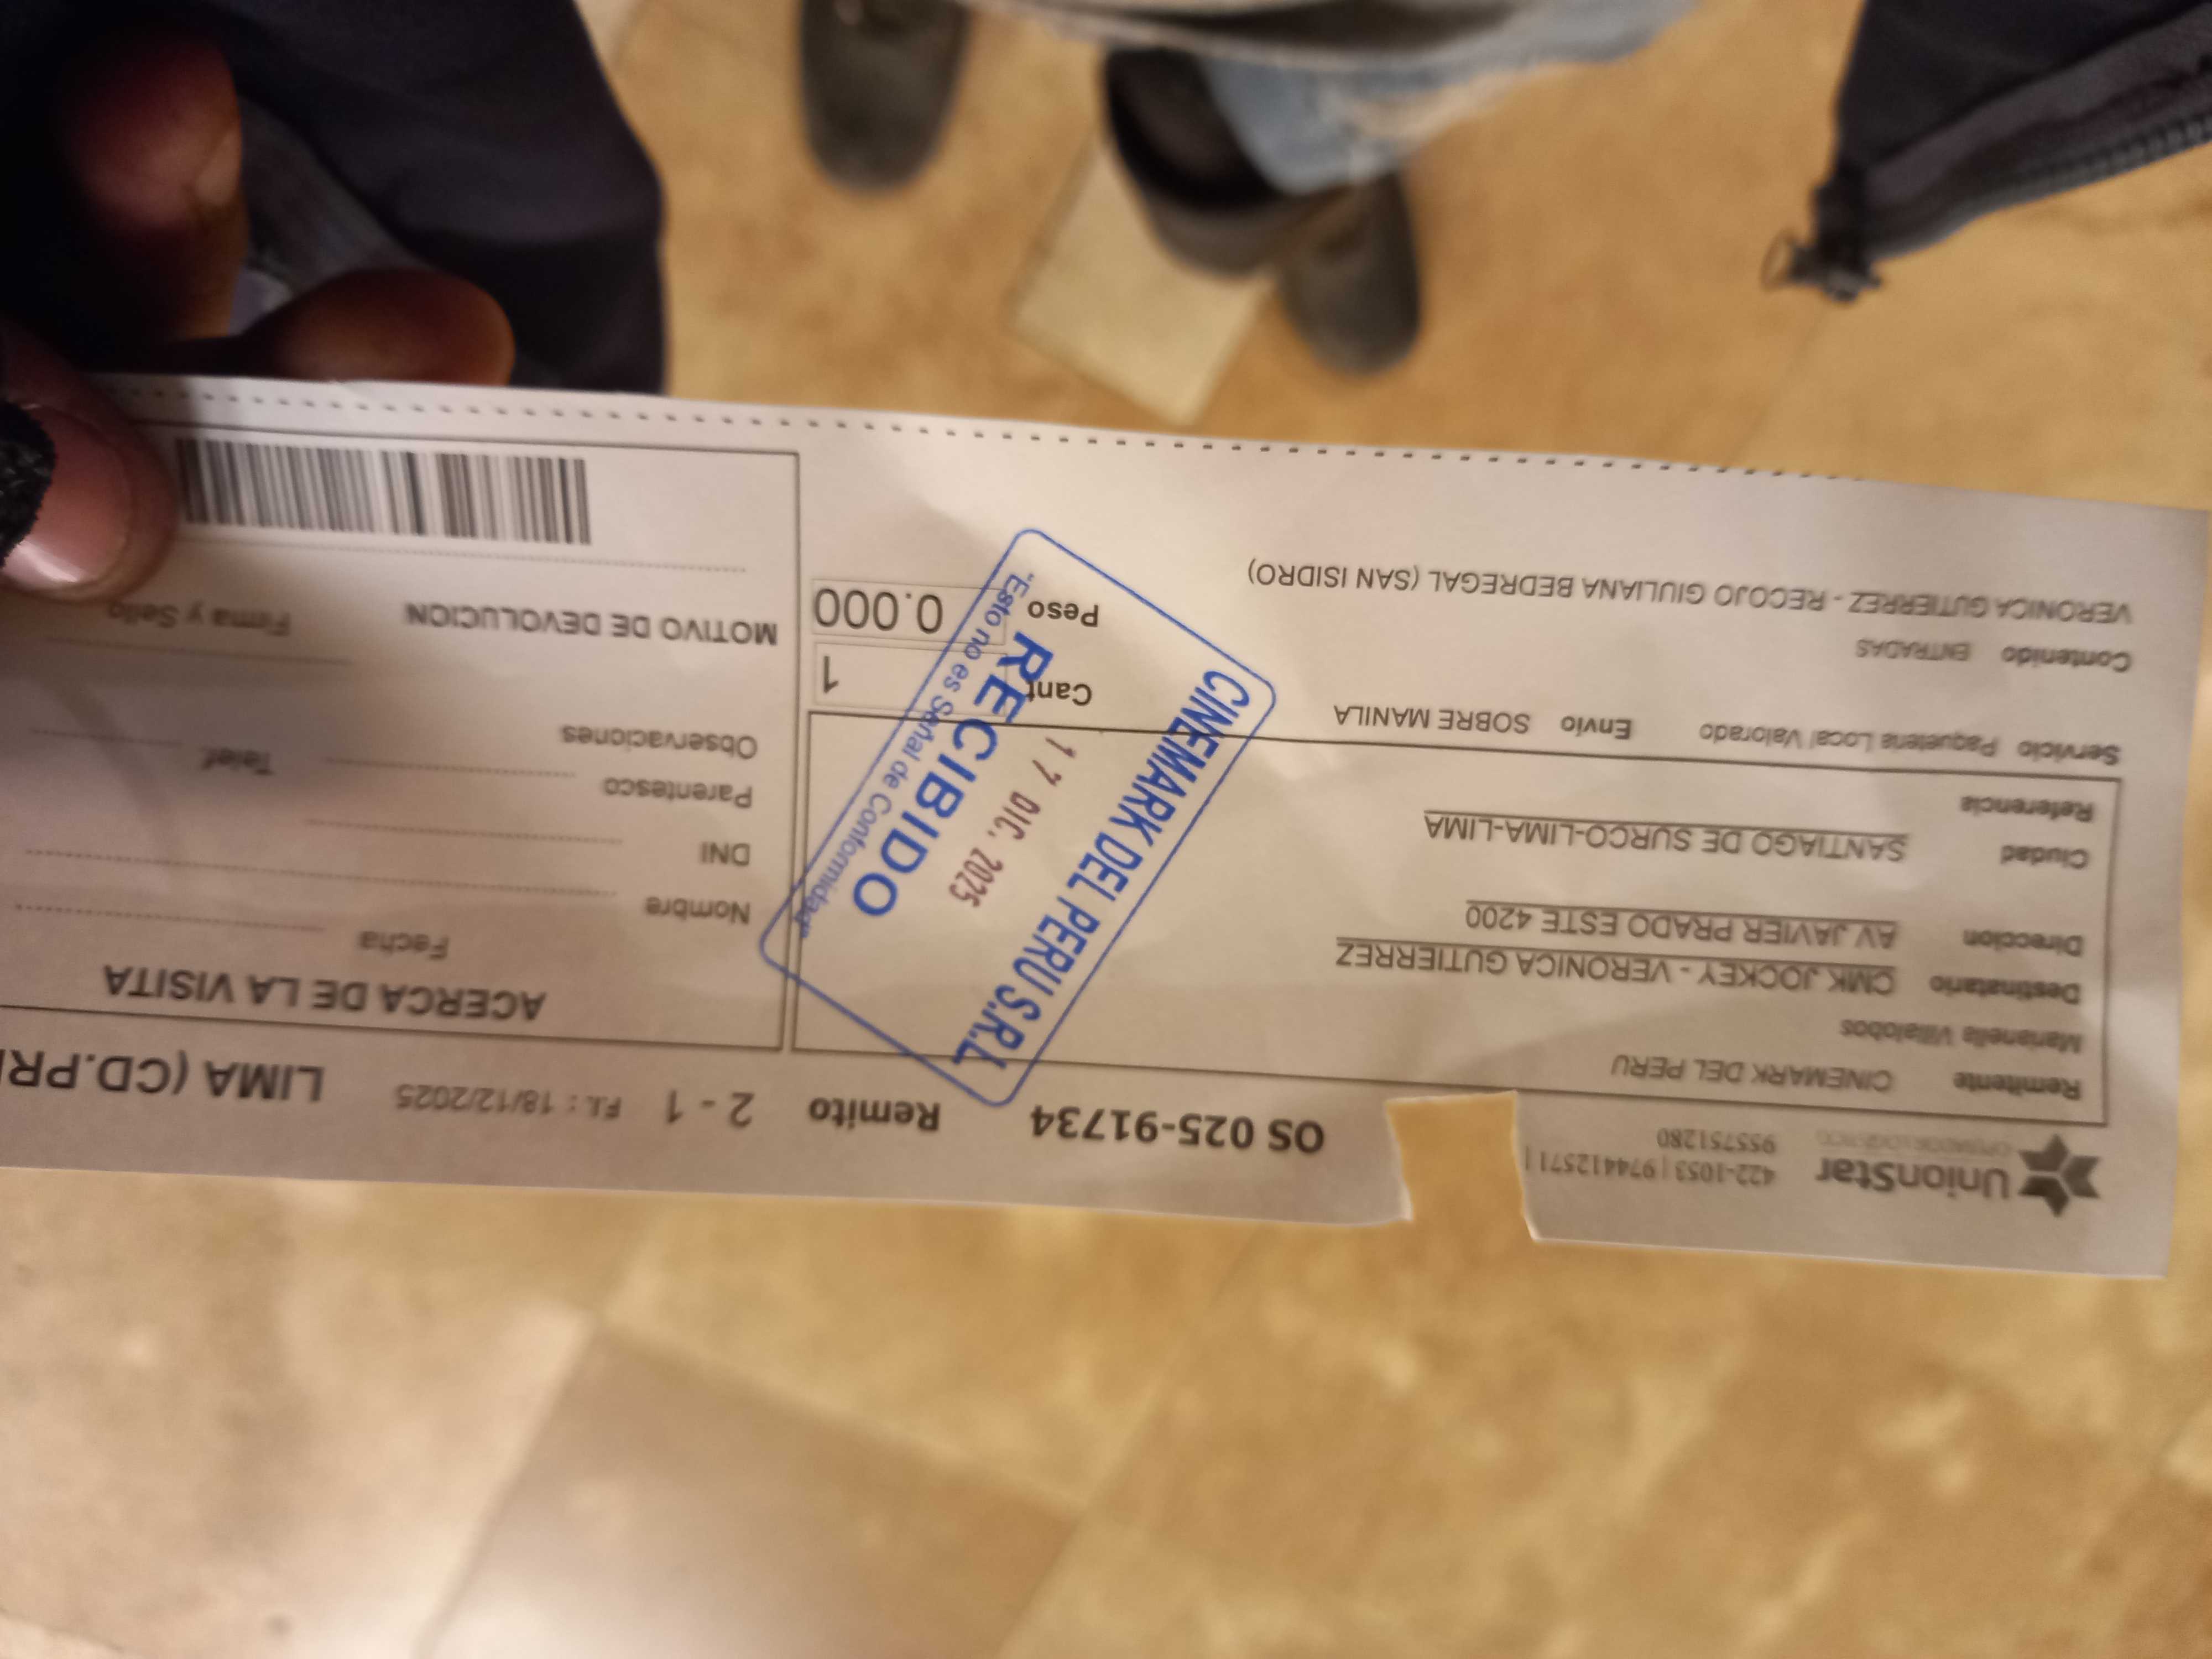 UnionStar
OPERADOR LOGISTICO
422-1053 | 974412571 |
955751280
OS 025-91734
Remito 2 - 1 F.I.: 18/12/2025 LIMA (CD.PRI
Remitente CINEMARK DEL PERU
Marianella Villalobos
Destinatario CMK JOCKEY - VERONICA GUTIERREZ
Direccion AV JAVIER PRADO ESTE 4200
Ciudad SANTIAGO DE SURCO-LIMA-LIMA
Referencia
Servicio Paqueteria Local Valorado Envio SOBRE MANILA
Contenido ENTRADAS
VERONICA GUTIERREZ - RECOJO GIULIANA BEDREGAL (SAN ISIDRO)
Cant 1
Peso 0.000
CINEMARK DEL PERU S.R.L.
17 DIC. 2025
RECIBIDO
"Esto no es Señal de Conformidad"
ACERCA DE LA VISITA
Fecha
Nombre
DNI
Parentesco Telef.
Observaciones
MOTIVO DE DEVOLUCION Firma y Sello